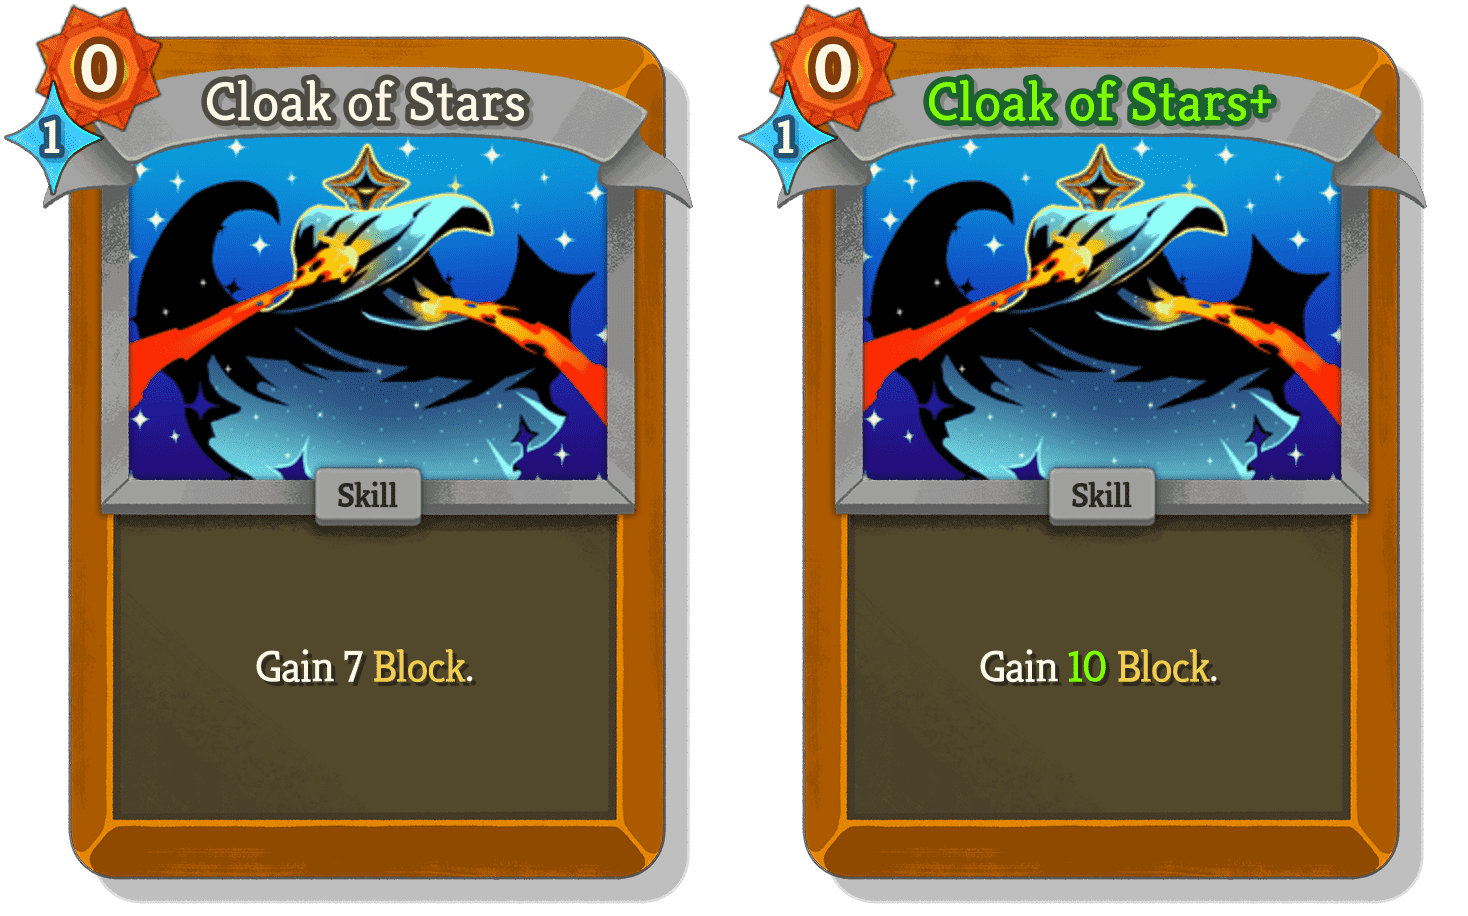 0
1
Cloak of Stars
Skill
Gain 7 Block.
0
1
Cloak of Stars+
Skill
Gain 10 Block.